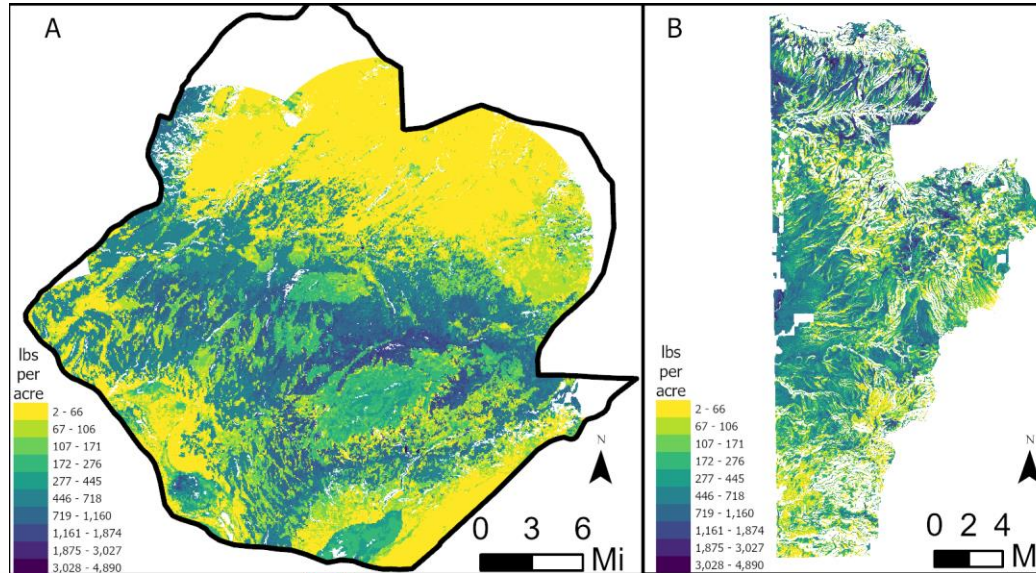 A
lbs
per
acre
2 - 66
67 - 106
107 - 171
172 - 276
277 - 445
446 - 718
719 - 1,160
1,161 - 1,874
1,875 - 3,027
3,028 - 4,890
N
0 3 6
Mi
B
lbs
per
acre
2 - 66
67 - 106
107 - 171
172 - 276
277 - 445
446 - 718
719 - 1,160
1,161 - 1,874
1,875 - 3,027
3,028 - 4,890
N
0 2 4
M